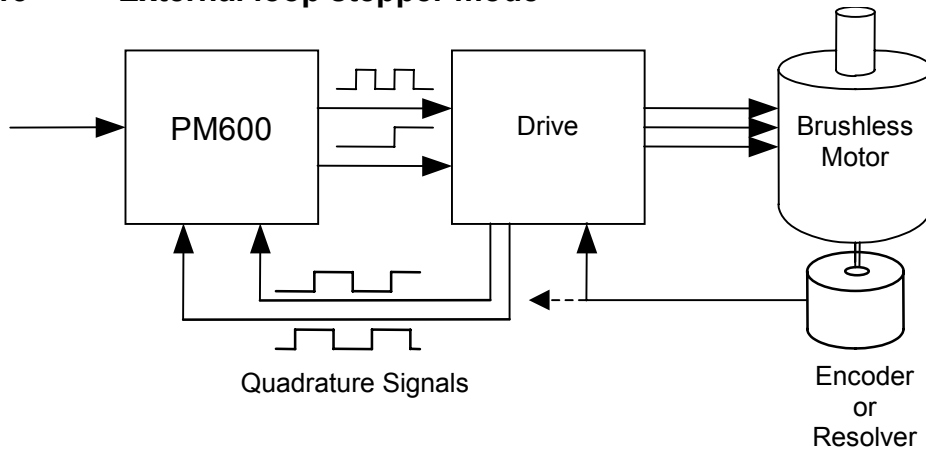 External loop stepper mode
PM600
Drive
Brushless
Motor
Quadrature Signals
Encoder
or
Resolver